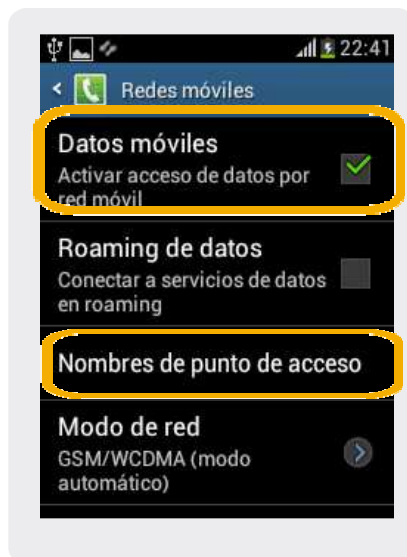 22:41
Redes móviles
Datos móviles
Activar acceso de datos por
red móvil
Roaming de datos
Conectar a servicios de datos
en roaming
Nombres de punto de acceso
Modo de red
GSM/WCDMA (modo
automático)